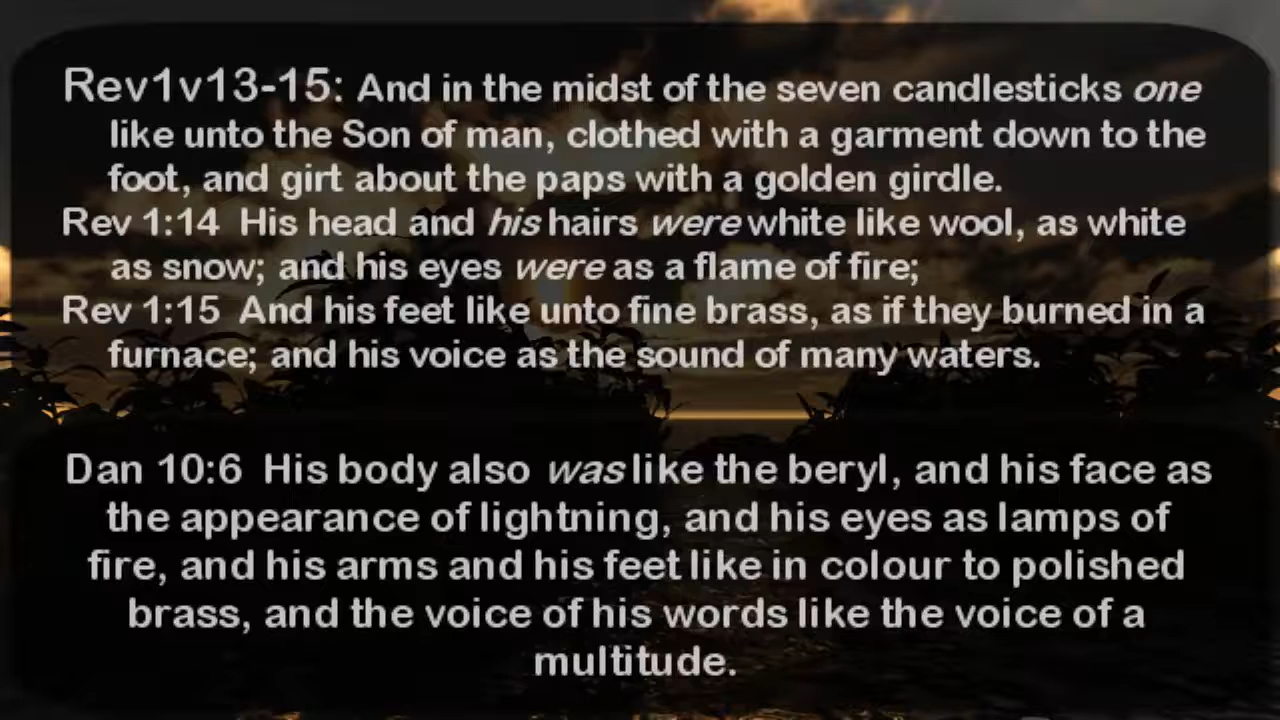 Rev1v13-15: And in the midst of the seven candlesticks one
like unto the Son of man, clothed with a garment down to the
foot, and girt about the paps with a golden girdle.
Rev 1:14 His head and his hairs were white like wool, as white
as snow; and his eyes were as a flame of fire;
Rev 1:15 And his feet like unto fine brass, as if they burned in a
furnace; and his voice as the sound of many waters.
Dan 10:6 His body also was like the beryl, and his face as
the appearance of lightning, and his eyes as lamps of
fire, and his arms and his feet like in colour to polished
brass, and the voice of his words like the voice of a
multitude.